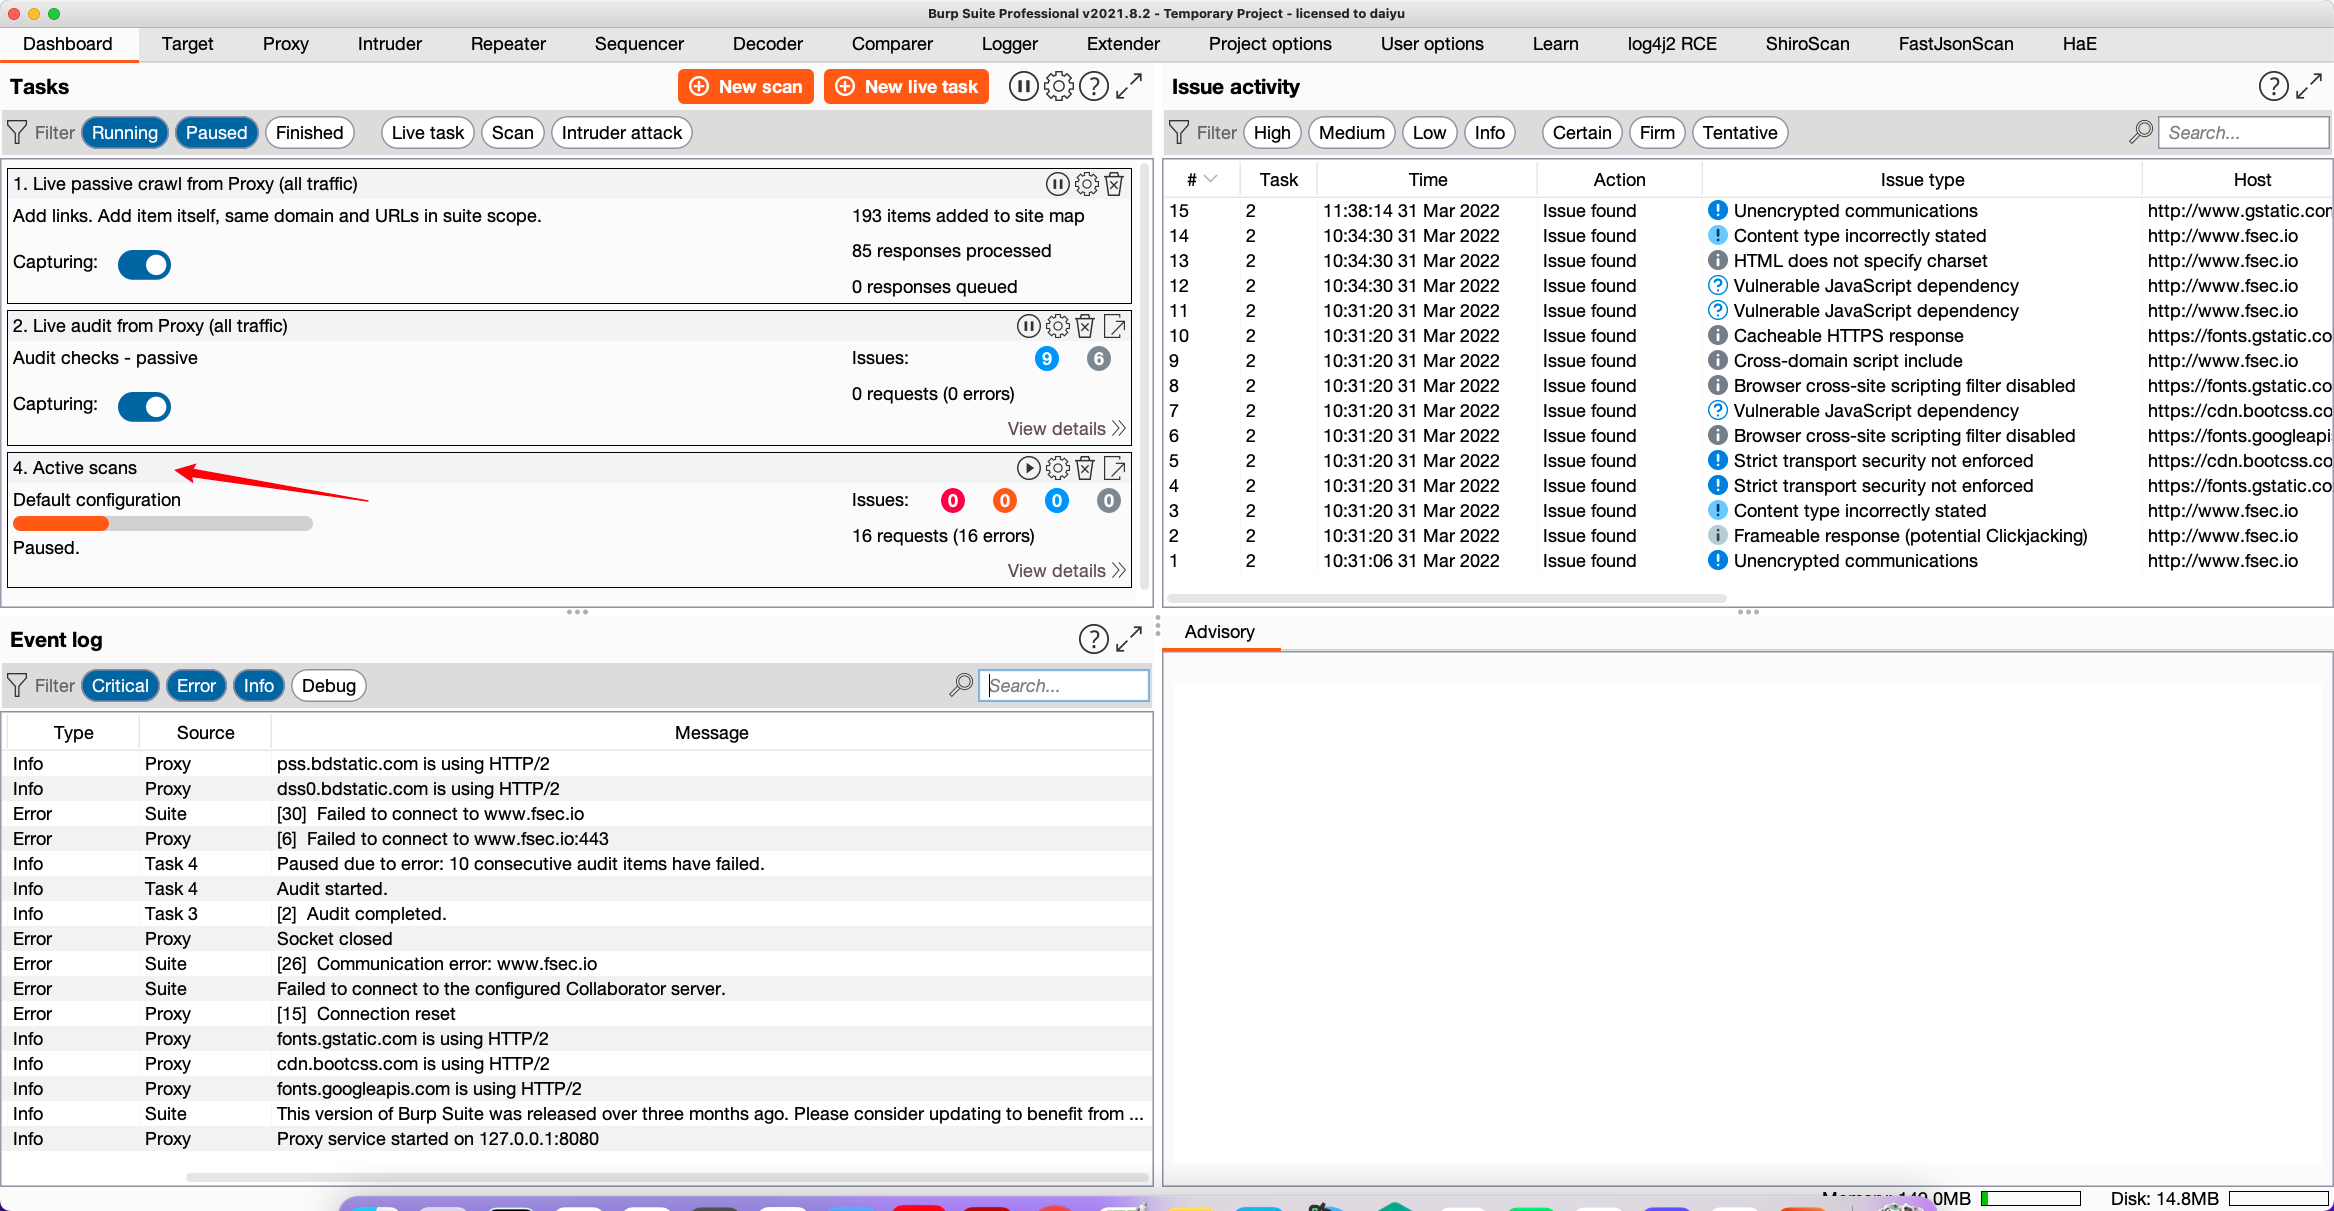 Burp Suite Professional v2021.8.2 - Temporary Project - licensed to daiyu
Dashboard Target Proxy Intruder Repeater Sequencer Decoder Comparer Logger Extender Project options User options Learn log4j2 RCE ShiroScan FastJsonScan HaE
Tasks
New scan New live task
Filter Running Paused Finished Live task Scan Intruder attack
1. Live passive crawl from Proxy (all traffic)
Add links. Add item itself, same domain and URLs in suite scope.
193 items added to site map
85 responses processed
Capturing:
0 responses queued
2. Live audit from Proxy (all traffic)
Audit checks - passive
Issues: 9 6
0 requests (0 errors)
Capturing:
View details
4. Active scans
Default configuration
Issues: 0 0 0 0
16 requests (16 errors)
Paused.
View details
Issue activity
Filter High Medium Low Info Certain Firm Tentative Search...
# Task Time Action Issue type Host
15 2 11:38:14 31 Mar 2022 Issue found Unencrypted communications http://www.gstatic.com
14 2 10:34:30 31 Mar 2022 Issue found Content type incorrectly stated http://www.fsec.io
13 2 10:34:30 31 Mar 2022 Issue found HTML does not specify charset http://www.fsec.io
12 2 10:34:30 31 Mar 2022 Issue found Vulnerable JavaScript dependency http://www.fsec.io
11 2 10:31:20 31 Mar 2022 Issue found Vulnerable JavaScript dependency http://www.fsec.io
10 2 10:31:20 31 Mar 2022 Issue found Cacheable HTTPS response https://fonts.gstatic.co
9 2 10:31:20 31 Mar 2022 Issue found Cross-domain script include http://www.fsec.io
8 2 10:31:20 31 Mar 2022 Issue found Browser cross-site scripting filter disabled https://fonts.gstatic.co
7 2 10:31:20 31 Mar 2022 Issue found Vulnerable JavaScript dependency https://cdn.bootcss.co
6 2 10:31:20 31 Mar 2022 Issue found Browser cross-site scripting filter disabled https://fonts.googleapi
5 2 10:31:20 31 Mar 2022 Issue found Strict transport security not enforced https://cdn.bootcss.co
4 2 10:31:20 31 Mar 2022 Issue found Strict transport security not enforced https://fonts.gstatic.co
3 2 10:31:20 31 Mar 2022 Issue found Content type incorrectly stated http://www.fsec.io
2 2 10:31:20 31 Mar 2022 Issue found Frameable response (potential Clickjacking) http://www.fsec.io
1 2 10:31:06 31 Mar 2022 Issue found Unencrypted communications http://www.fsec.io
Event log
Filter Critical Error Info Debug Search...
Type Source Message
Info Proxy pss.bdstatic.com is using HTTP/2
Info Proxy dss0.bdstatic.com is using HTTP/2
Error Suite [30] Failed to connect to www.fsec.io
Error Proxy [6] Failed to connect to www.fsec.io:443
Info Task 4 Paused due to error: 10 consecutive audit items have failed.
Info Task 4 Audit started.
Info Task 3 [2] Audit completed.
Error Proxy Socket closed
Error Suite [26] Communication error: www.fsec.io
Error Suite Failed to connect to the configured Collaborator server.
Error Proxy [15] Connection reset
Info Proxy fonts.gstatic.com is using HTTP/2
Info Proxy cdn.bootcss.com is using HTTP/2
Info Proxy fonts.googleapis.com is using HTTP/2
Info Suite This version of Burp Suite was released over three months ago. Please consider updating to benefit from ...
Info Proxy Proxy service started on 127.0.0.1:8080
Advisory
Disk: 14.8MB